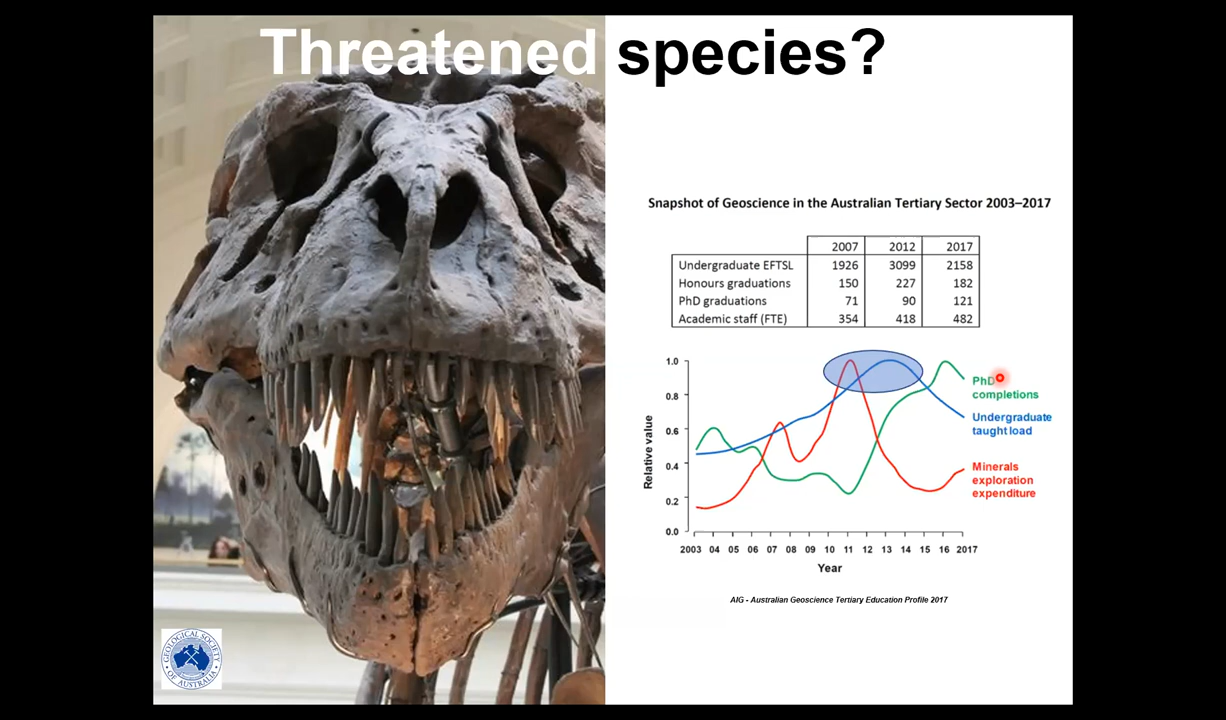 Threatened species?
Snapshot of Geoscience in the Australian Tertiary Sector 2003–2017
2007 2012 2017
Undergraduate EFTSL 1926 3099 2158
Honours graduations 150 227 182
PhD graduations 71 90 121
Academic staff (FTE) 354 418 482
1.0
0.8
0.6
0.4
0.2
0.0
Relative value
PhD
completions
Undergraduate
taught load
Minerals
exploration
expenditure
2003 04 05 06 07 08 09 10 11 12 13 14 15 16 2017
Year
AIG - Australian Geoscience Tertiary Education Profile 2017
GEOLOGICAL SOCIETY
OF AUSTRALIA